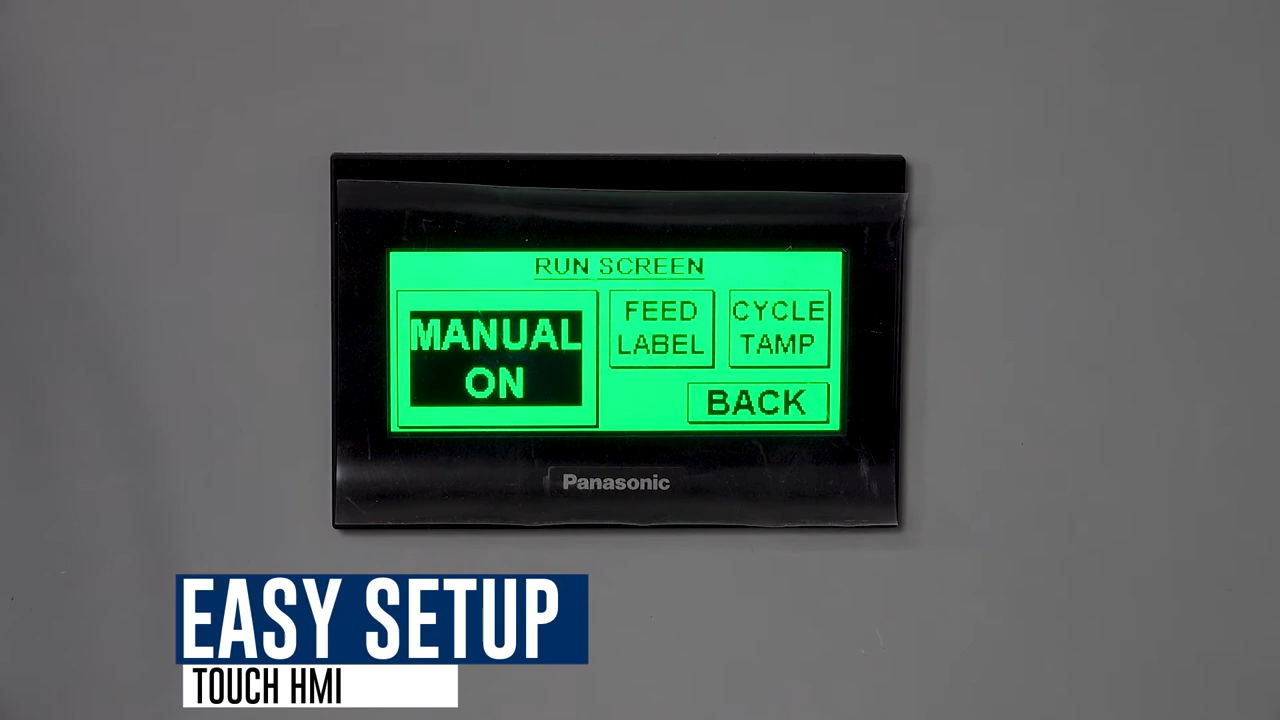 RUN SCREEN
MANUAL
ON
FEED
LABEL
CYCLE
TAMP
BACK
Panasonic
EASY SETUP
TOUCH HMI